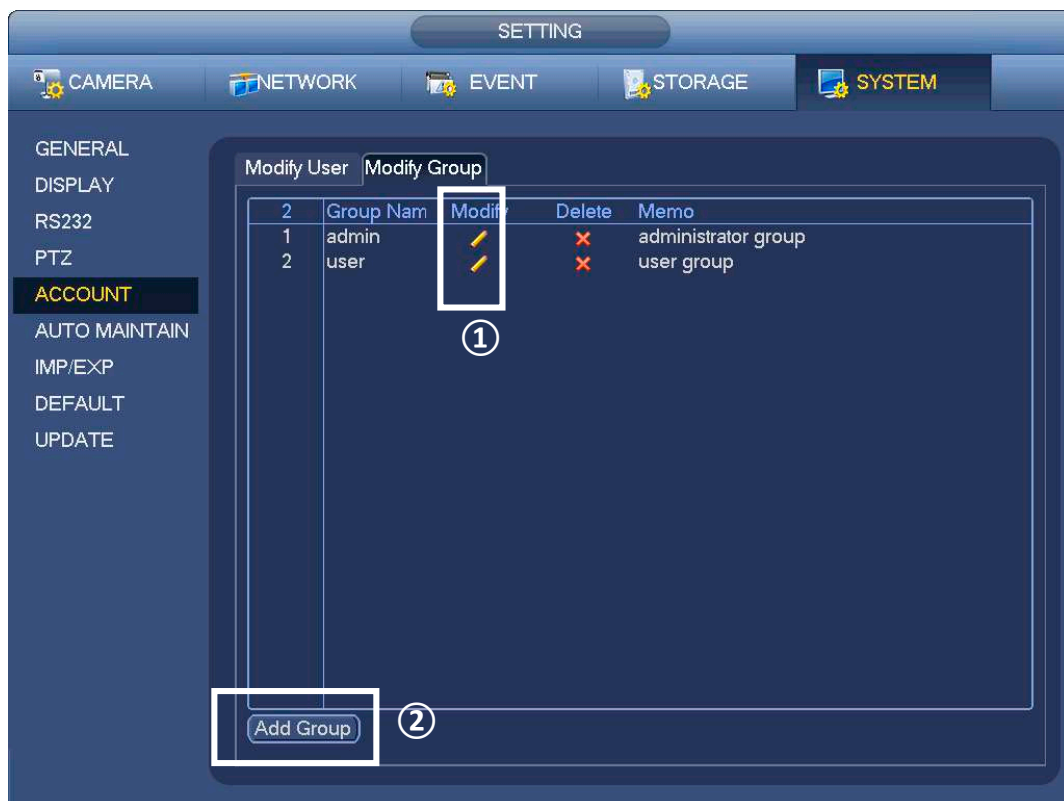 SETTING
CAMERA NETWORK EVENT STORAGE SYSTEM
GENERAL
DISPLAY
RS232
PTZ
ACCOUNT
AUTO MAINTAIN
IMP/EXP
DEFAULT
UPDATE
Modify User Modify Group
2 Group Nam Modify Delete Memo
1 admin administrator group
2 user user group
①
Add Group ②